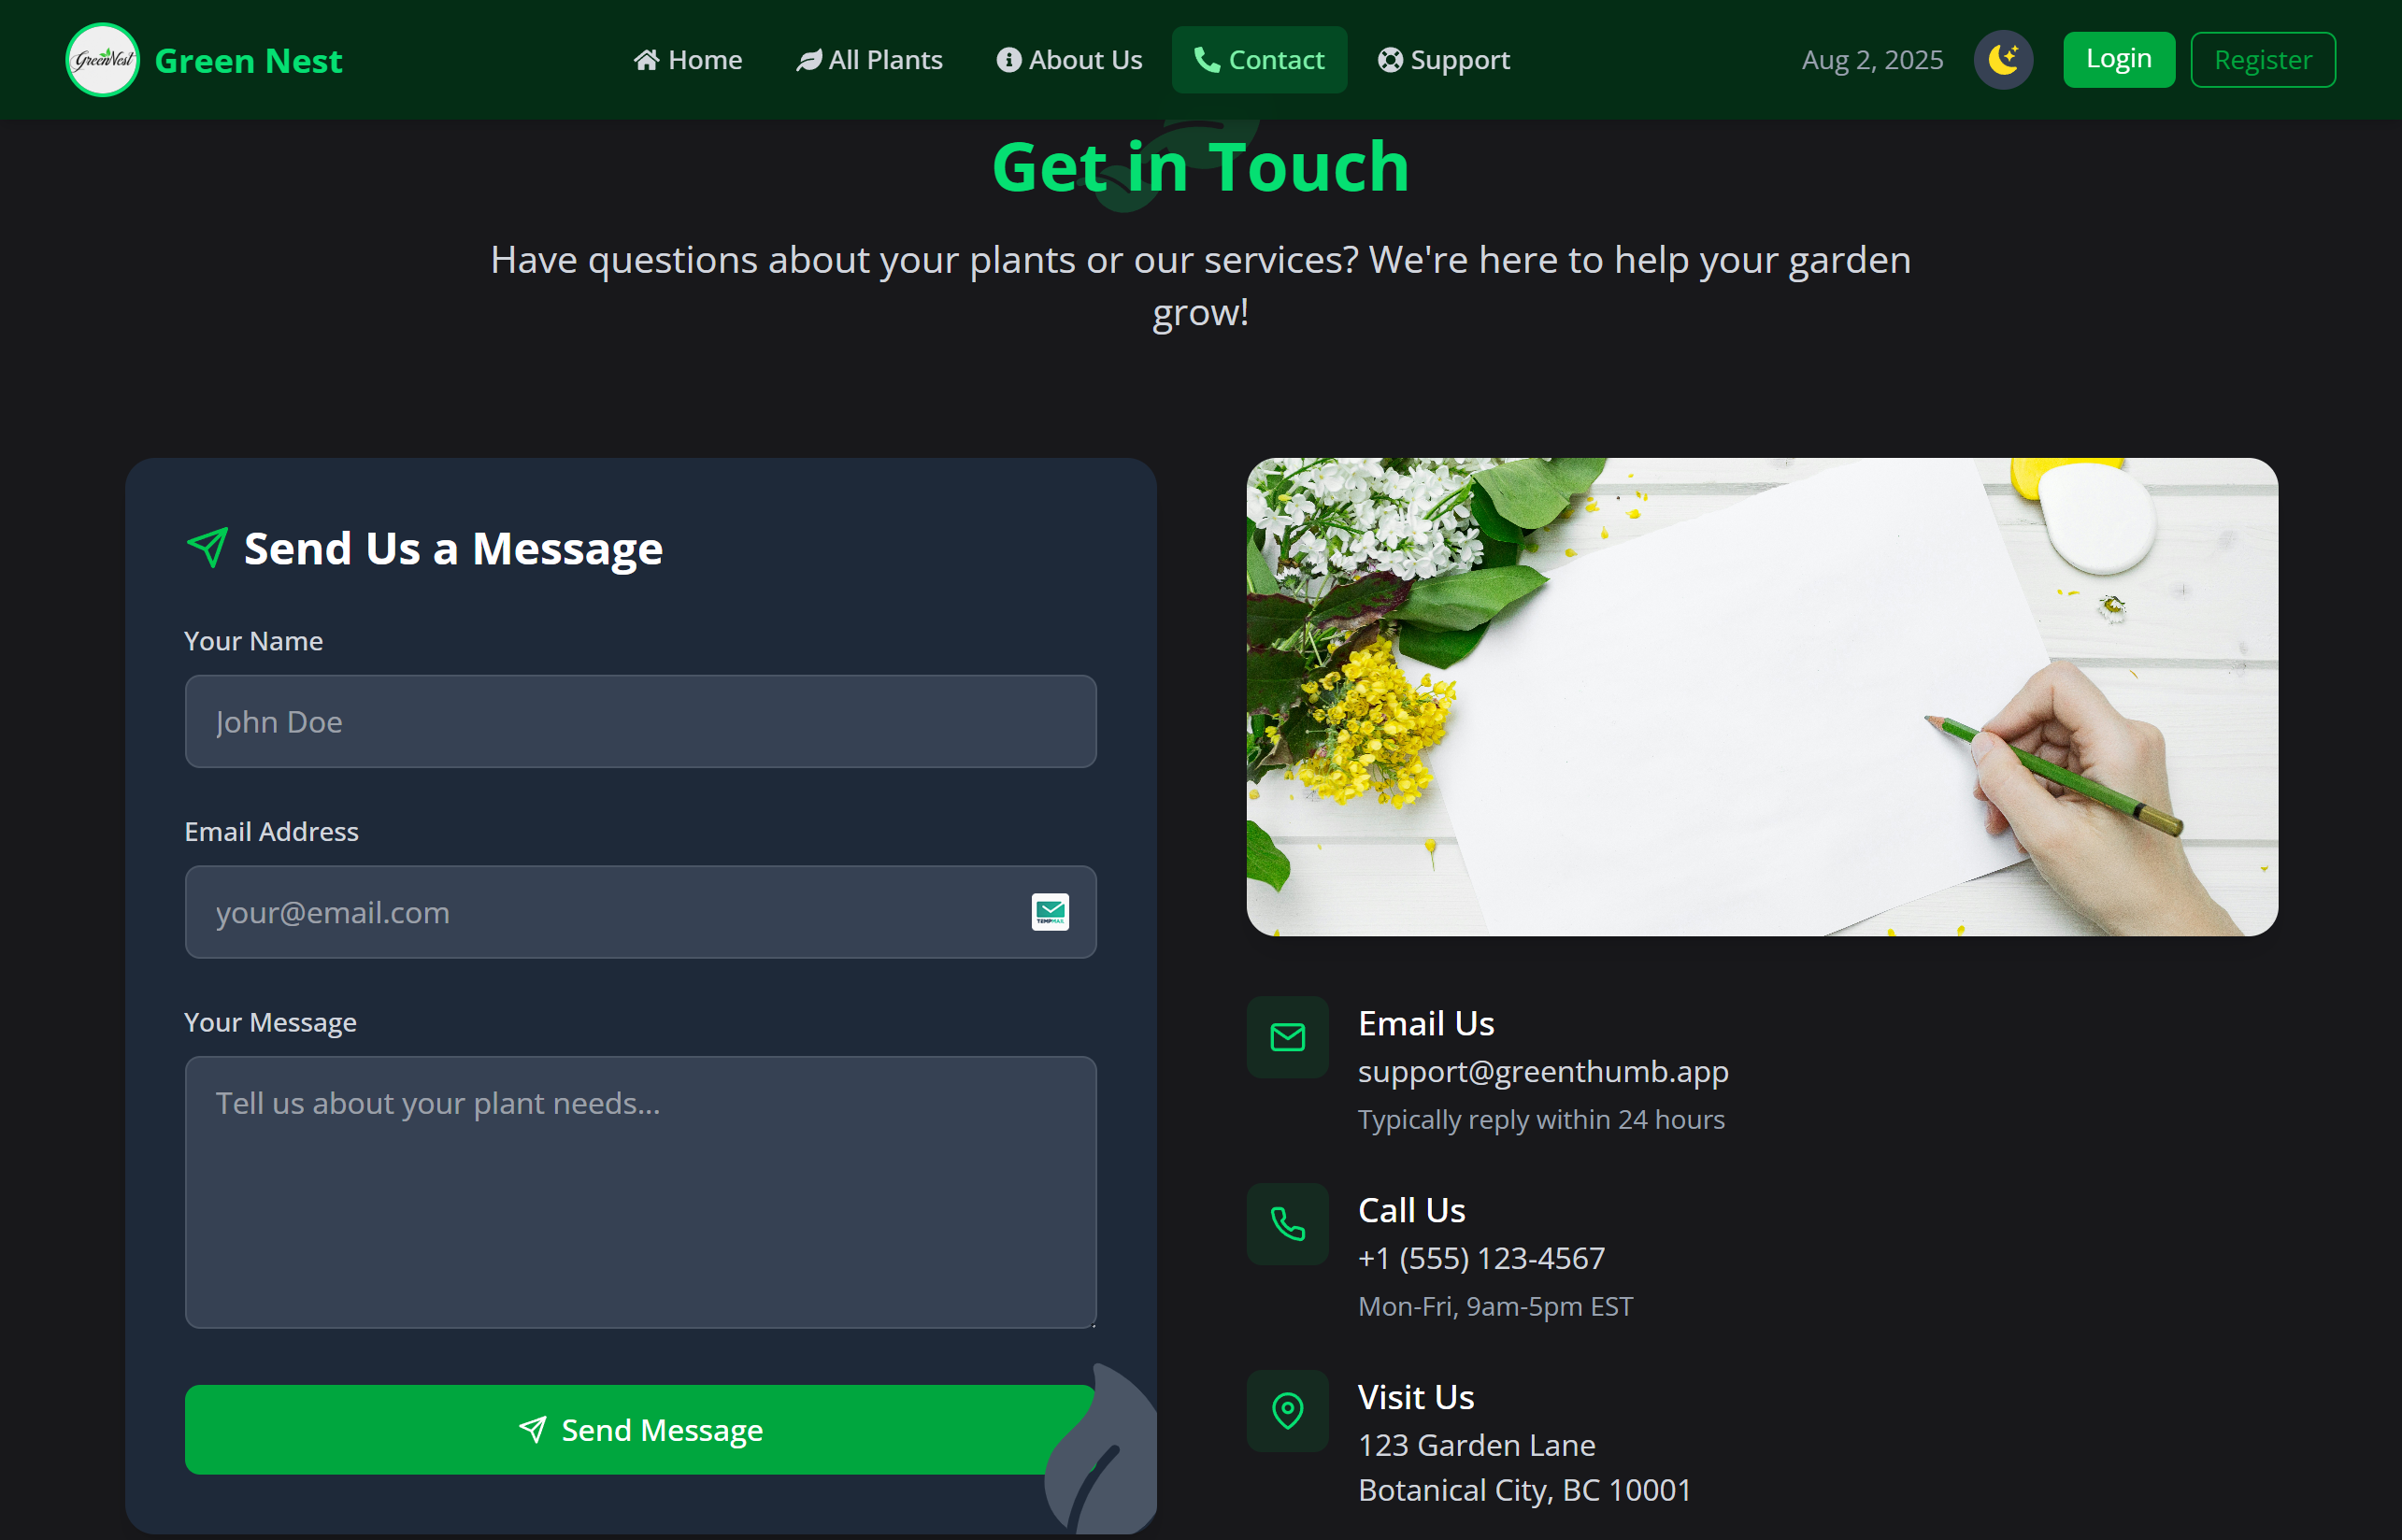 GreenNest
Green Nest
Home
All Plants
About Us
Contact
Support
Aug 2, 2025
Login
Register
Get in Touch
Have questions about your plants or our services? We're here to help your garden
grow!
Send Us a Message
Your Name
John Doe
Email Address
your@email.com
TEMPMAIL
Your Message
Tell us about your plant needs...
Send Message
Email Us
support@greenthumb.app
Typically reply within 24 hours
Call Us
+1 (555) 123-4567
Mon-Fri, 9am-5pm EST
Visit Us
123 Garden Lane
Botanical City, BC 10001